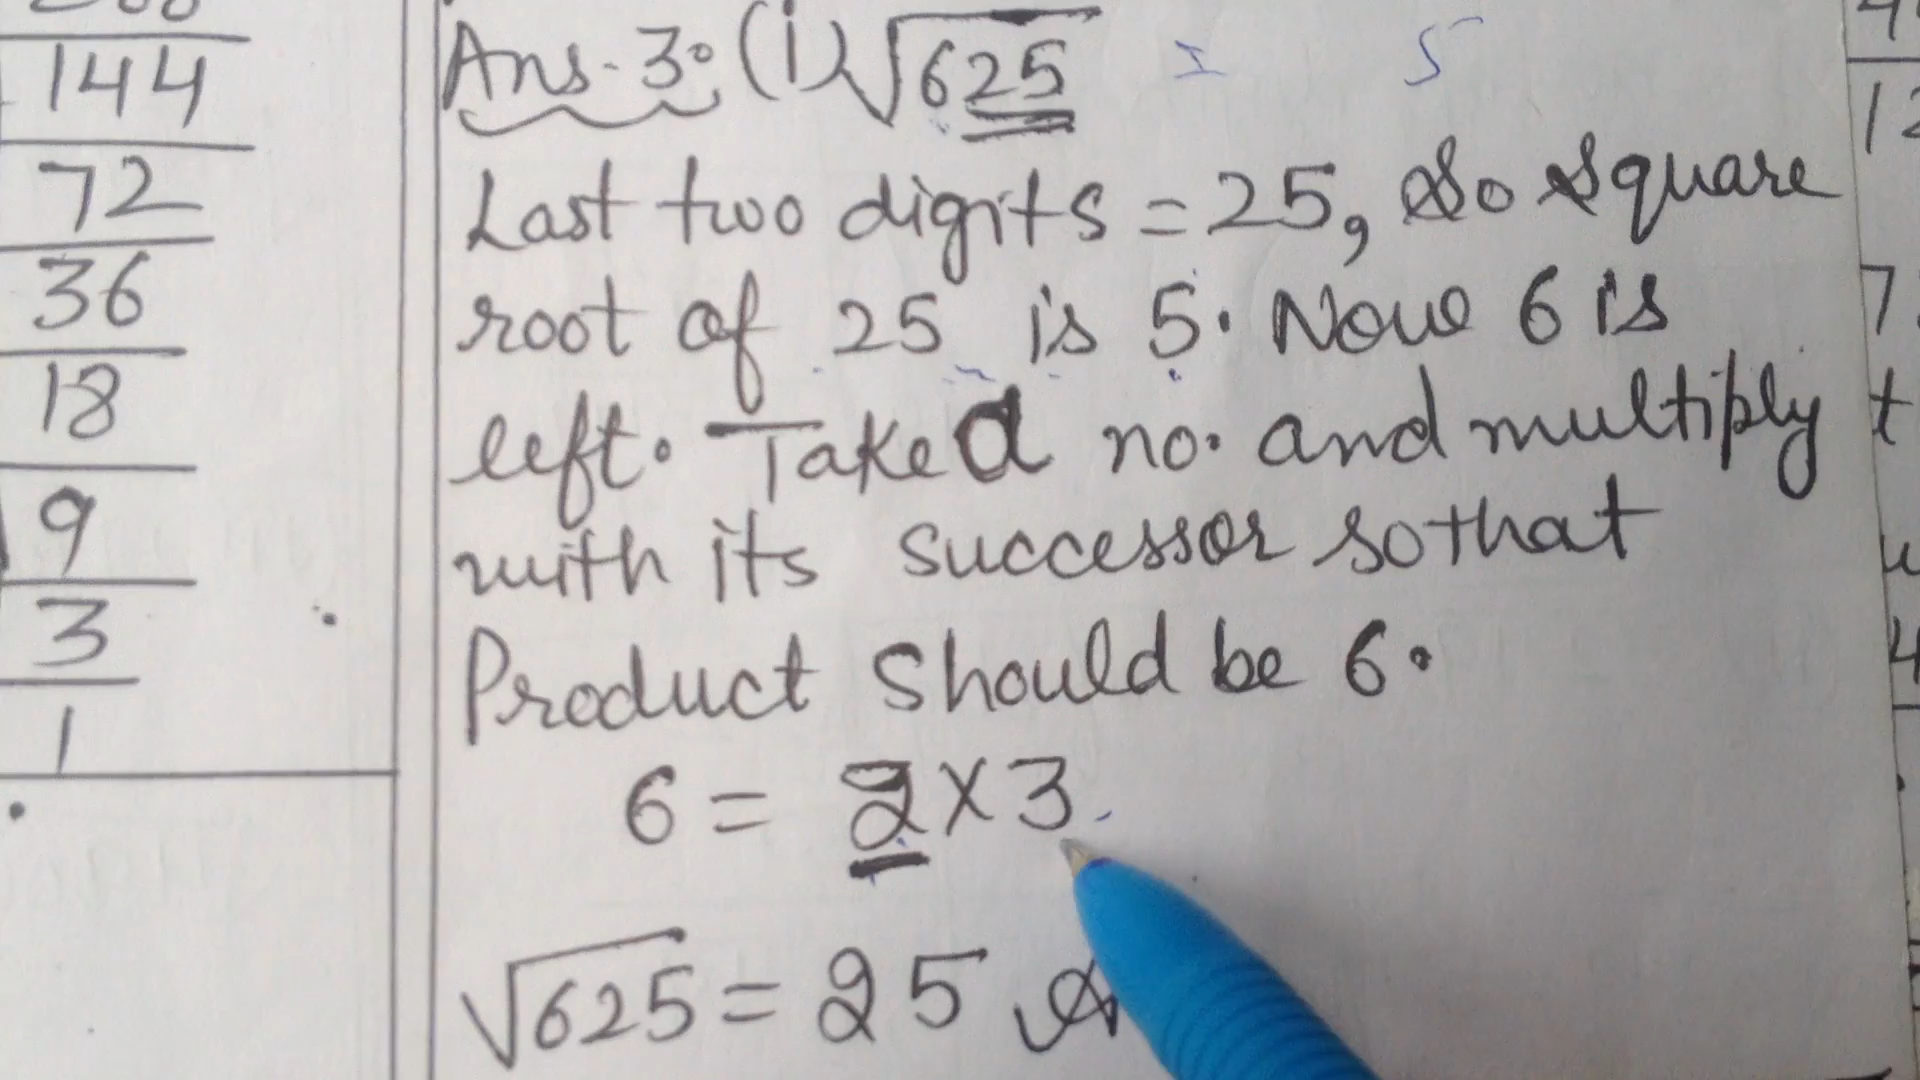 144
72
36
18
9
3
1
Ans. 3: (i) √625 = 5
Last two digits = 25, So square
root of 25 is 5. Now 6 is
left. Take a no. and multiply
with its successor so that
Product should be 6.
6 = 2 × 3
√625 = 25